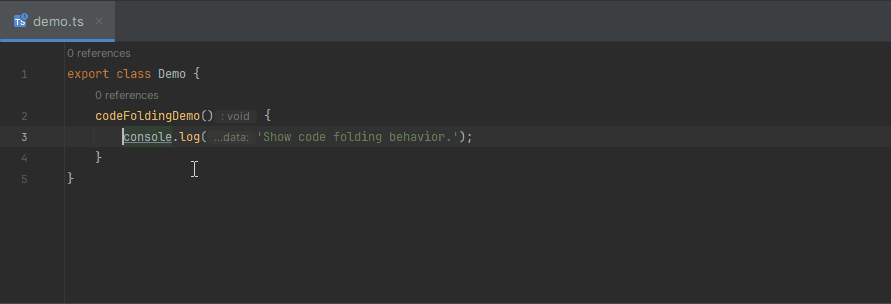 TS demo.ts ×
0 references
1 export class Demo {
0 references
2 codeFoldingDemo() : void {
3 console.log( ...data: 'Show code folding behavior.');
4 }
5 }